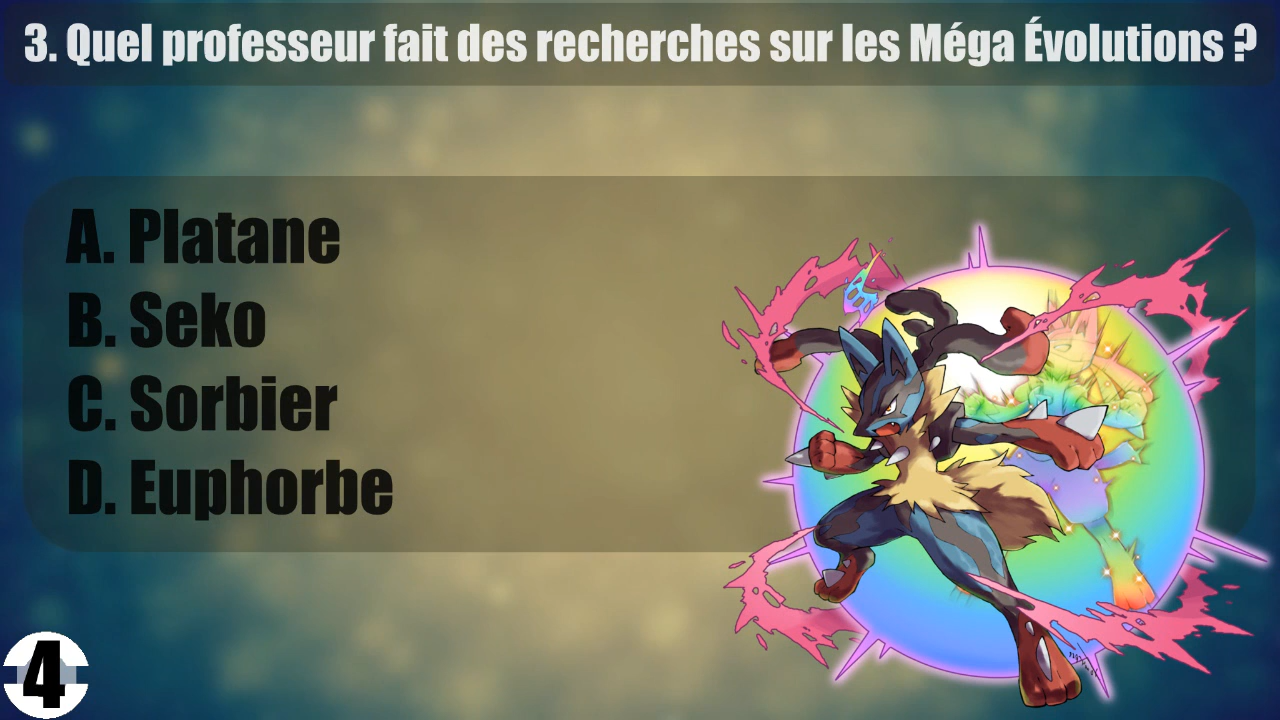 3. Quel professeur fait des recherches sur les Méga Évolutions ?
A. Platane
B. Seko
C. Sorbier
D. Euphorbe
4